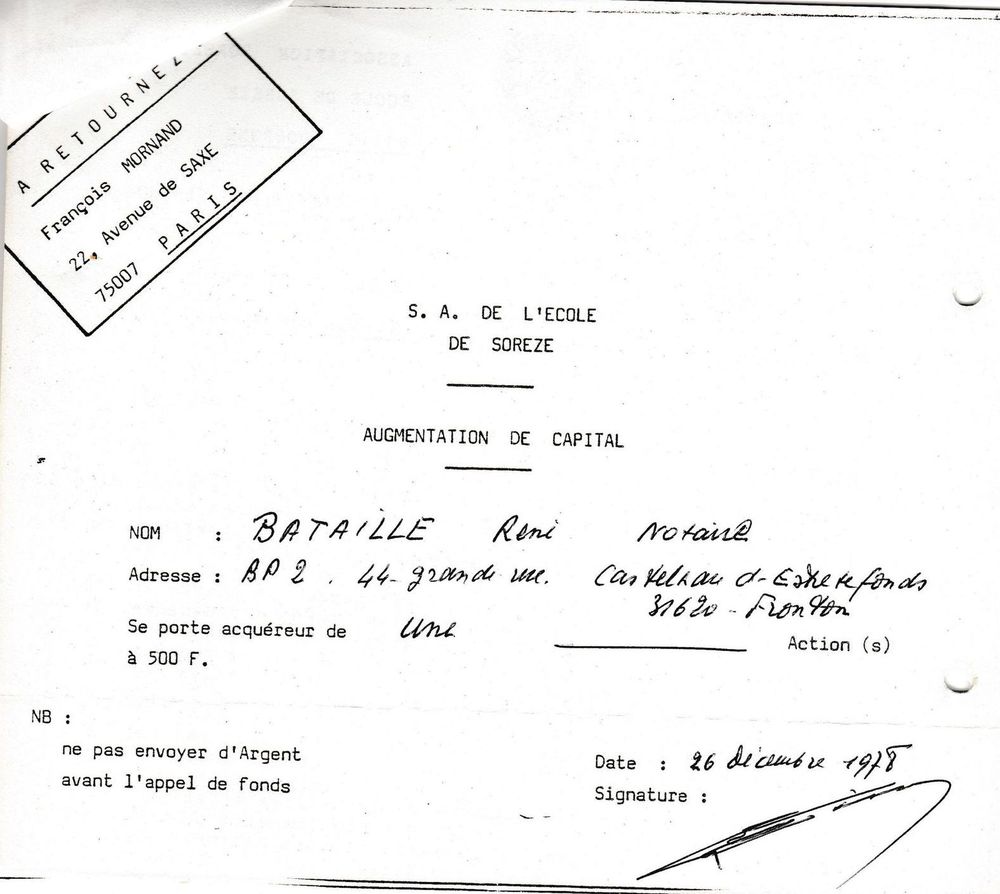 A RETOURNEZ
François MORNAND
22, Avenue de SAXE
75007 PARIS
S. A. DE L'ECOLE
DE SOREZE
AUGMENTATION DE CAPITAL
NOM : BATAILLE René Notaire
Adresse : BP 2 . 44 - grande rue. Castelnau d'Estretefonds
31620 - Fronton
Se porte acquéreur de une Action (s)
à 500 F.
NB :
ne pas envoyer d'Argent
avant l'appel de fonds
Date : 26 décembre 1978
Signature :